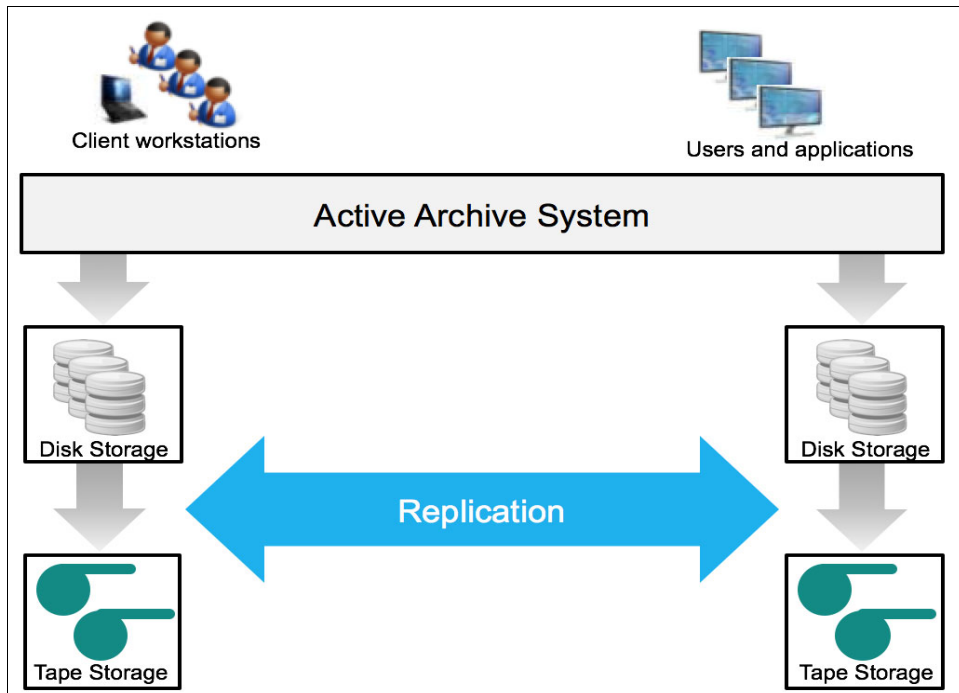 Client workstations
Users and applications
Active Archive System
Disk Storage
Disk Storage
Replication
Tape Storage
Tape Storage